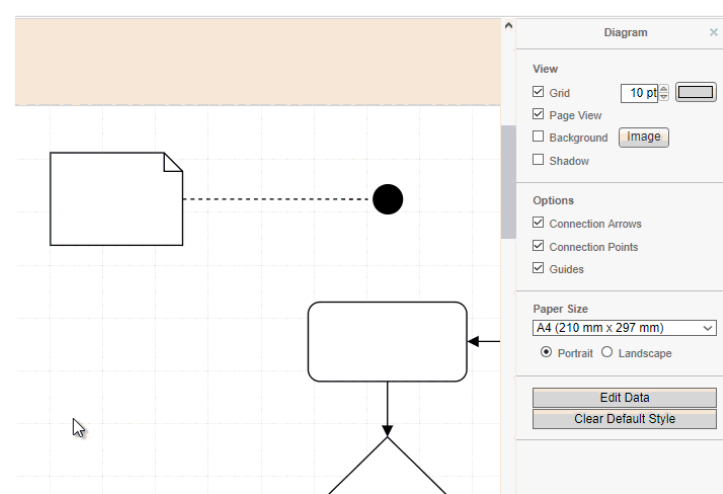 Diagram
View
Grid 10 pt
Page View
Background Image
Shadow
Options
Connection Arrows
Connection Points
Guides
Paper Size
A4 (210 mm x 297 mm)
Portrait Landscape
Edit Data
Clear Default Style